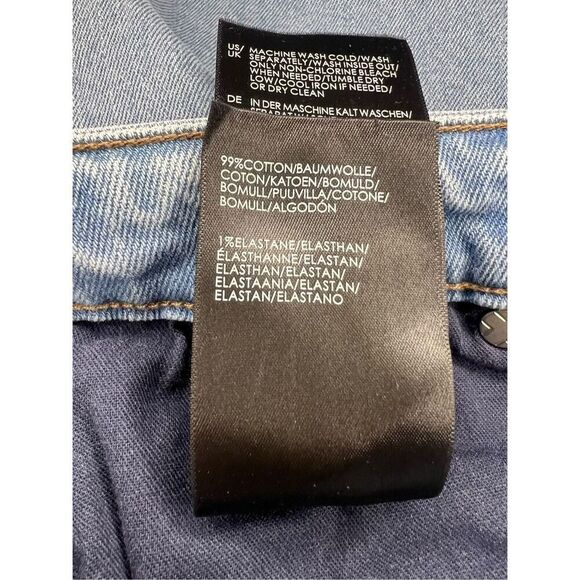 US/ MACHINE WASH COLD/WASH
UK SEPARATELY/WASH INSIDE OUT/
ONLY NON-CHLORINE BLEACH
WHEN NEEDED/TUMBLE DRY
LOW/COOL IRON IF NEEDED/
OR DRY CLEAN
DE IN DER MASCHINE KALT WASCHEN/
99%COTTON/BAUMWOLLE/
COTON/KATOEN/BOMULD/
BOMULL/PUUVILLA/COTONE/
BOMULL/ALGODÓN
1%ELASTANE/ELASTHAN/
ÉLASTHANNE/ELASTAN/
ELASTHAN/ELASTAN/
ELASTAANIA/ELASTAN/
ELASTAN/ELASTANO